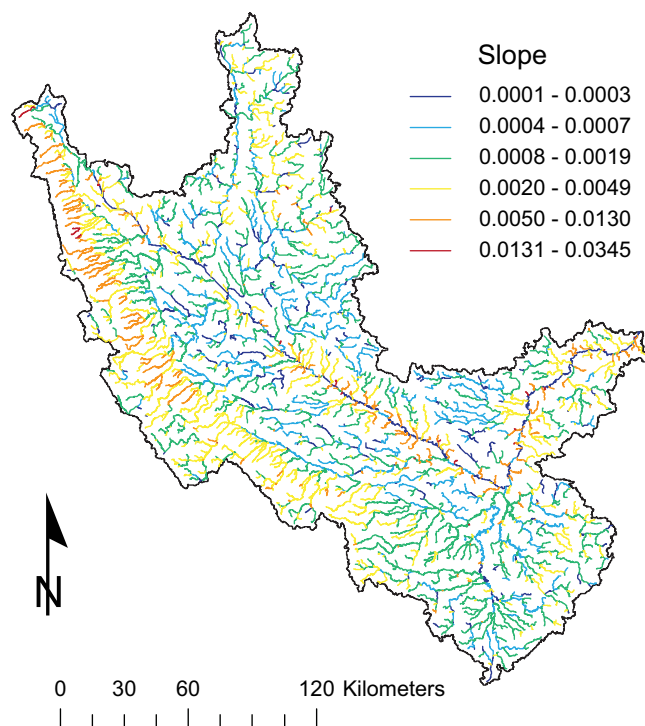 Slope
0.0001 - 0.0003
0.0004 - 0.0007
0.0008 - 0.0019
0.0020 - 0.0049
0.0050 - 0.0130
0.0131 - 0.0345
N
0 30 60 120 Kilometers